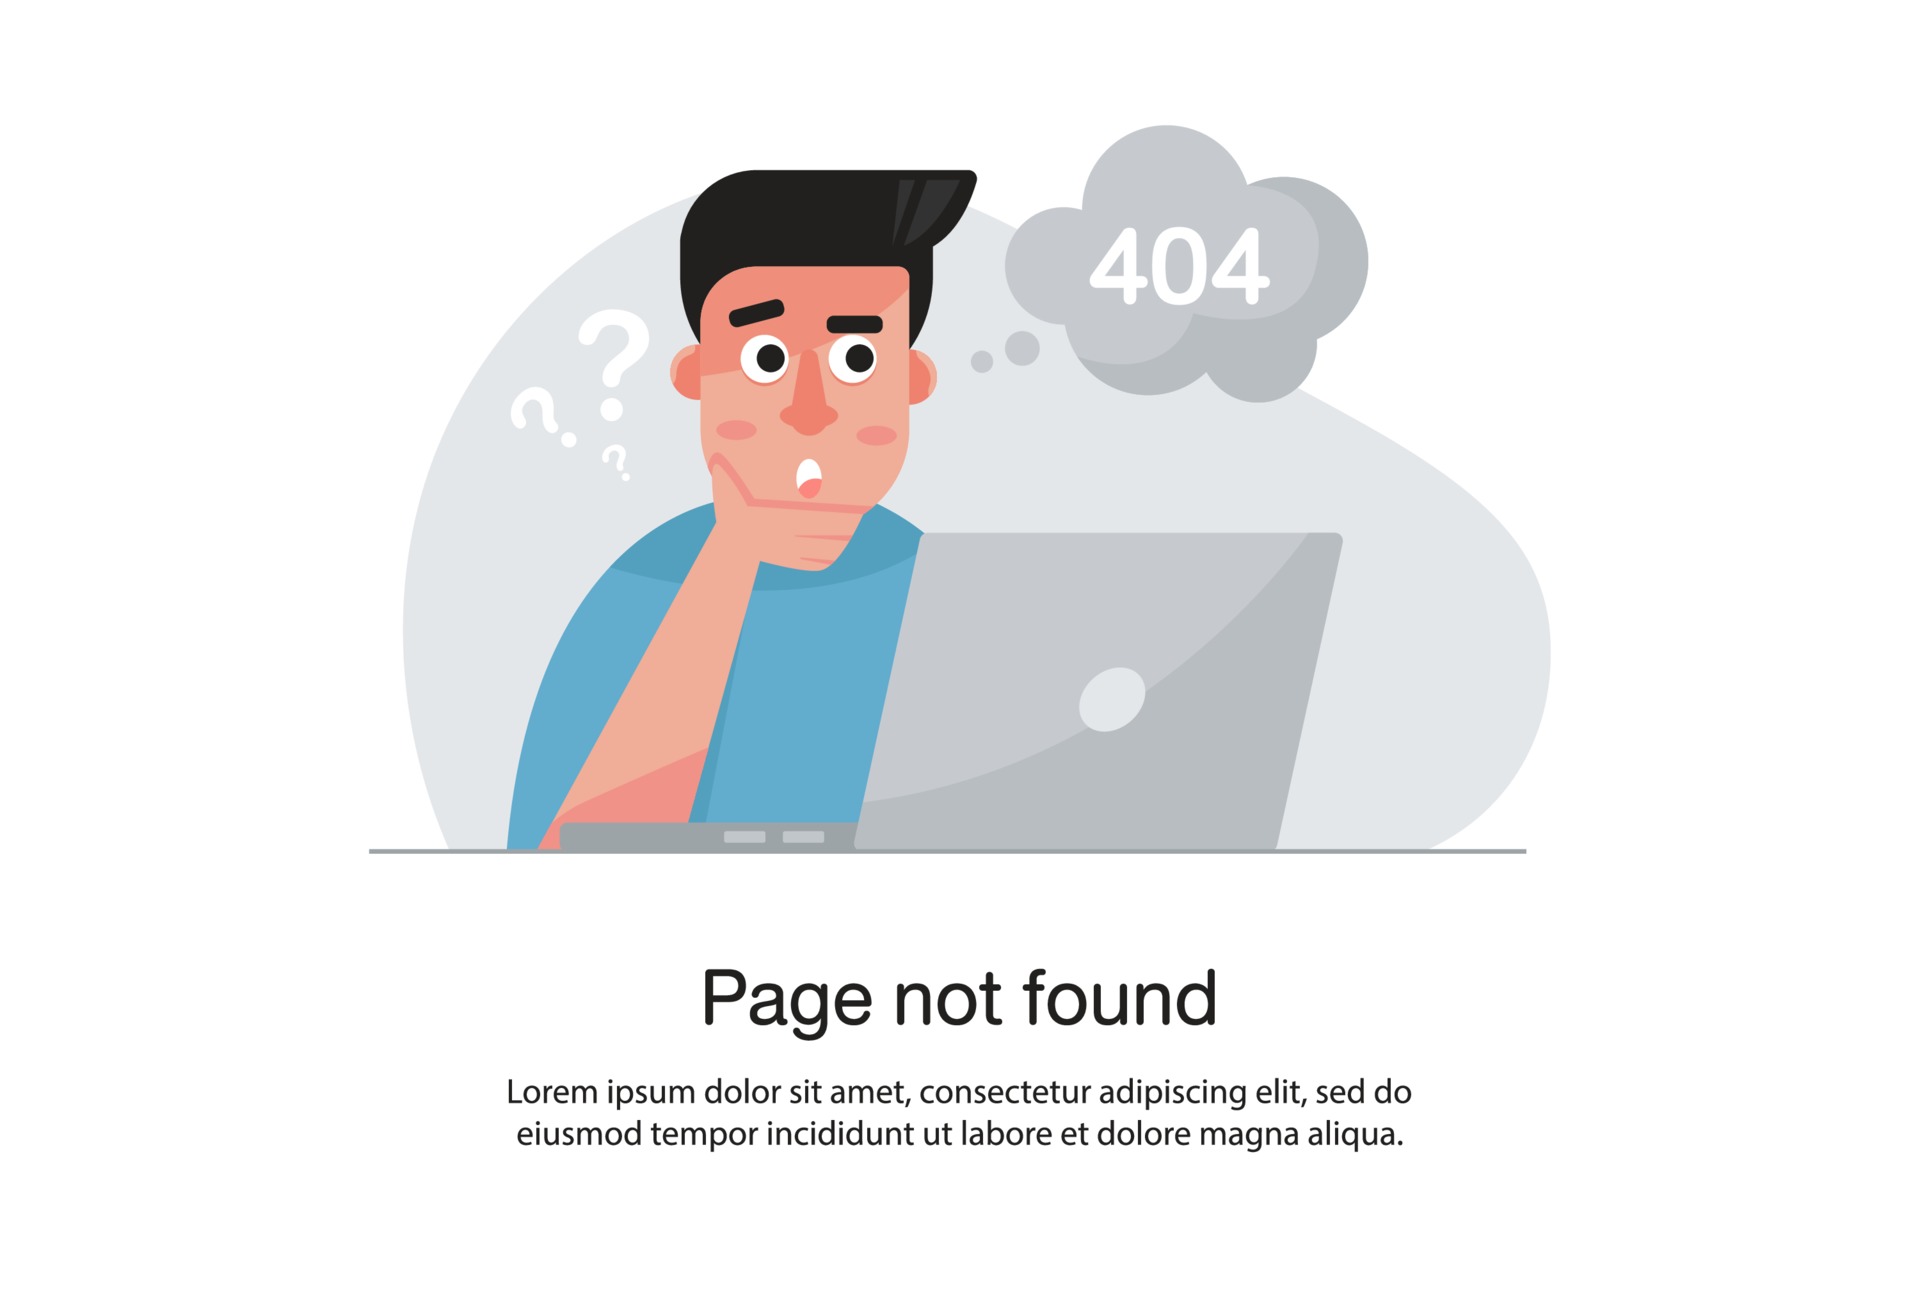 404
? ? ?
Page not found
Lorem ipsum dolor sit amet, consectetur adipiscing elit, sed do
eiusmod tempor incididunt ut labore et dolore magna aliqua.